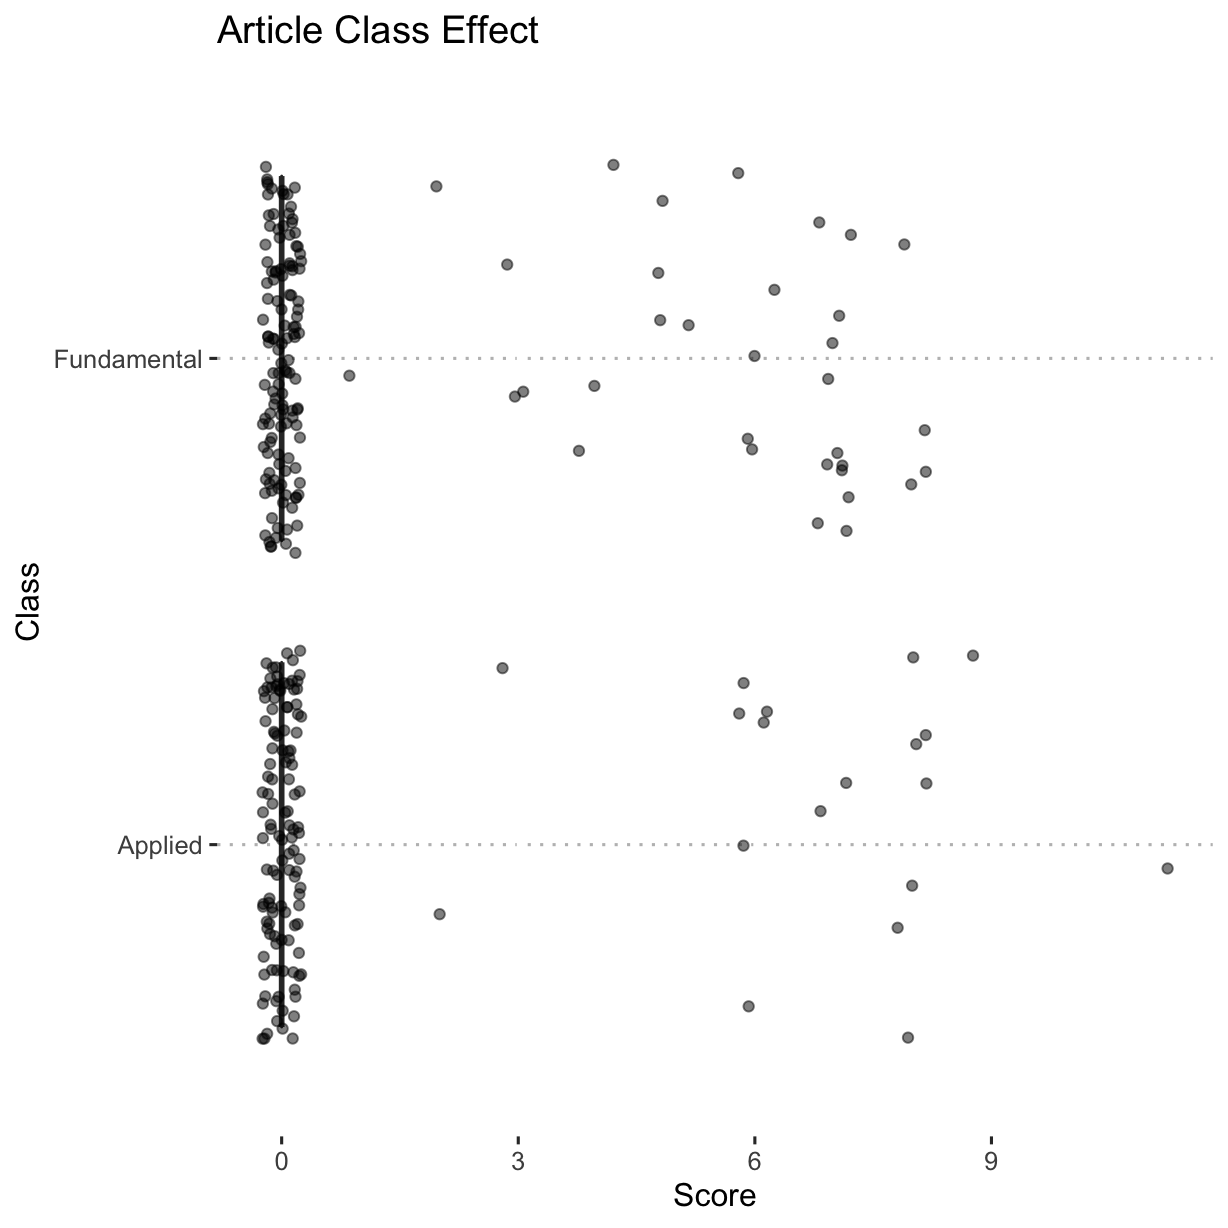 Article Class Effect
Class
Fundamental
Applied
0 3 6 9
Score